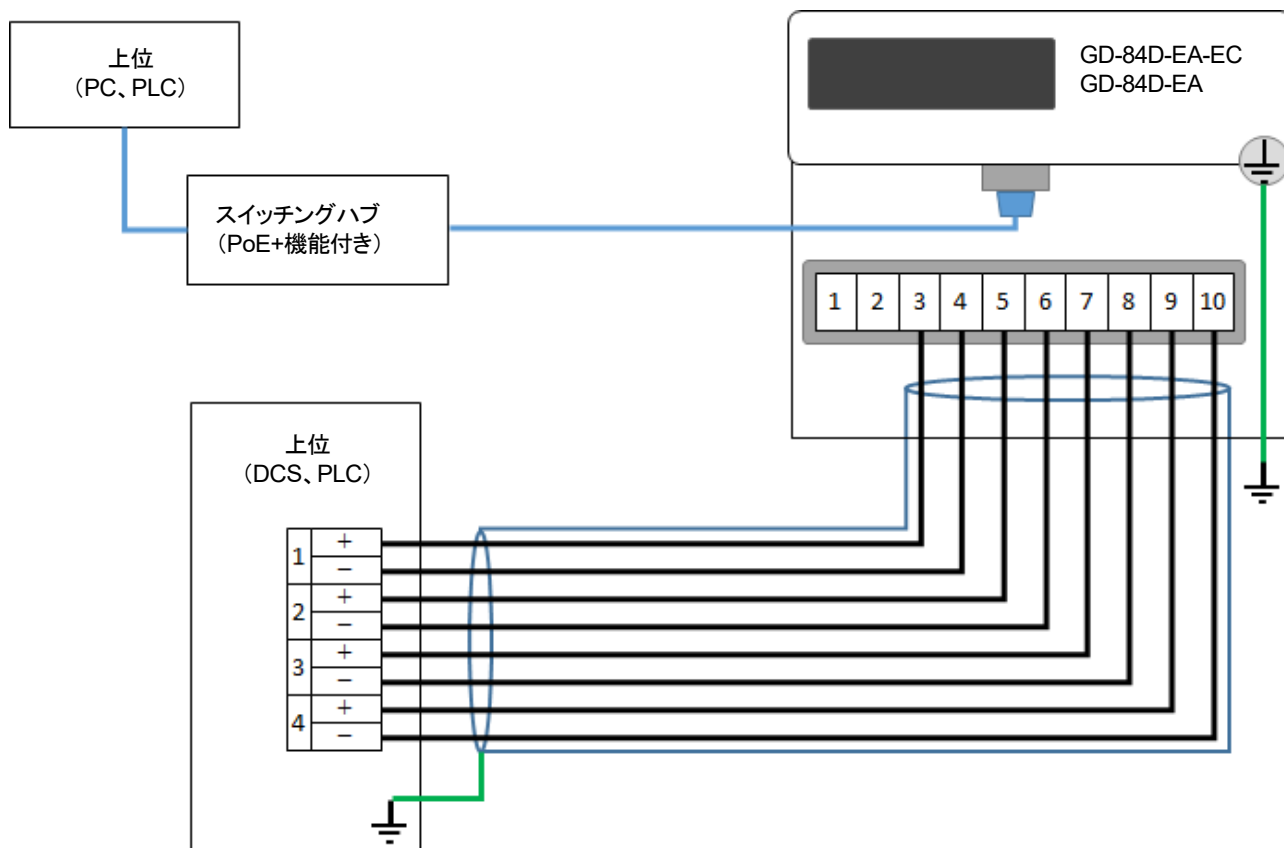 上位
（PC、PLC）
GD-84D-EA-EC
GD-84D-EA
スイッチングハブ
（PoE+機能付き）
1 2 3 4 5 6 7 8 9 10
上位
（DCS、PLC）
1 +
−
2 +
−
3 +
−
4 +
−